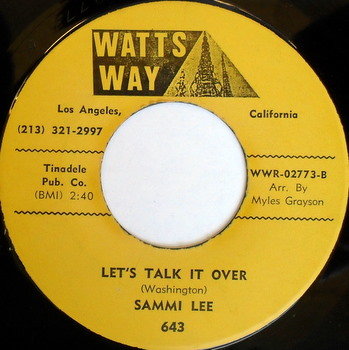 WATTS
WAY
Los Angeles, California
(213) 321-2997
Tinadele
Pub. Co.
(BMI) 2:40
WWR-02773-B
Arr. By
Myles Grayson
LET'S TALK IT OVER
(Washington)
SAMMI LEE
643